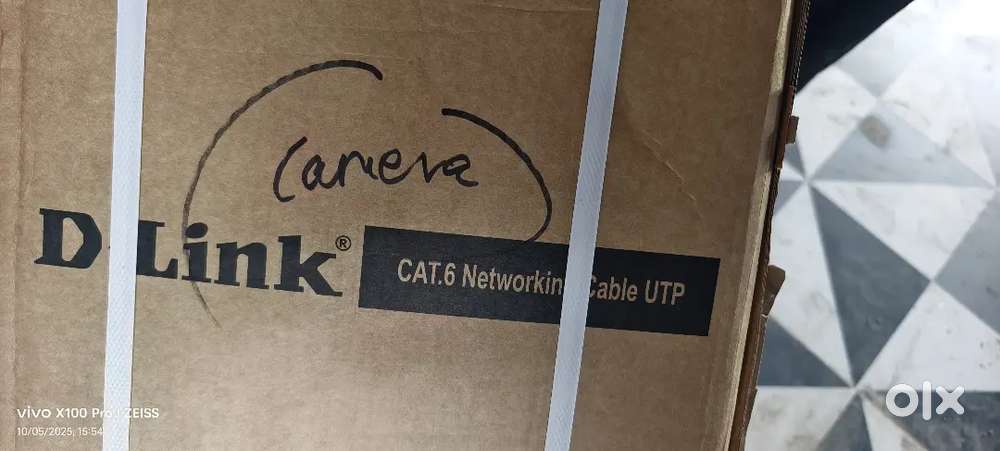 Camera
D-Link®
CAT.6 Networkin Cable UTP
vivo X100 Pro | ZEISS
10/05/2025, 15:54
olx